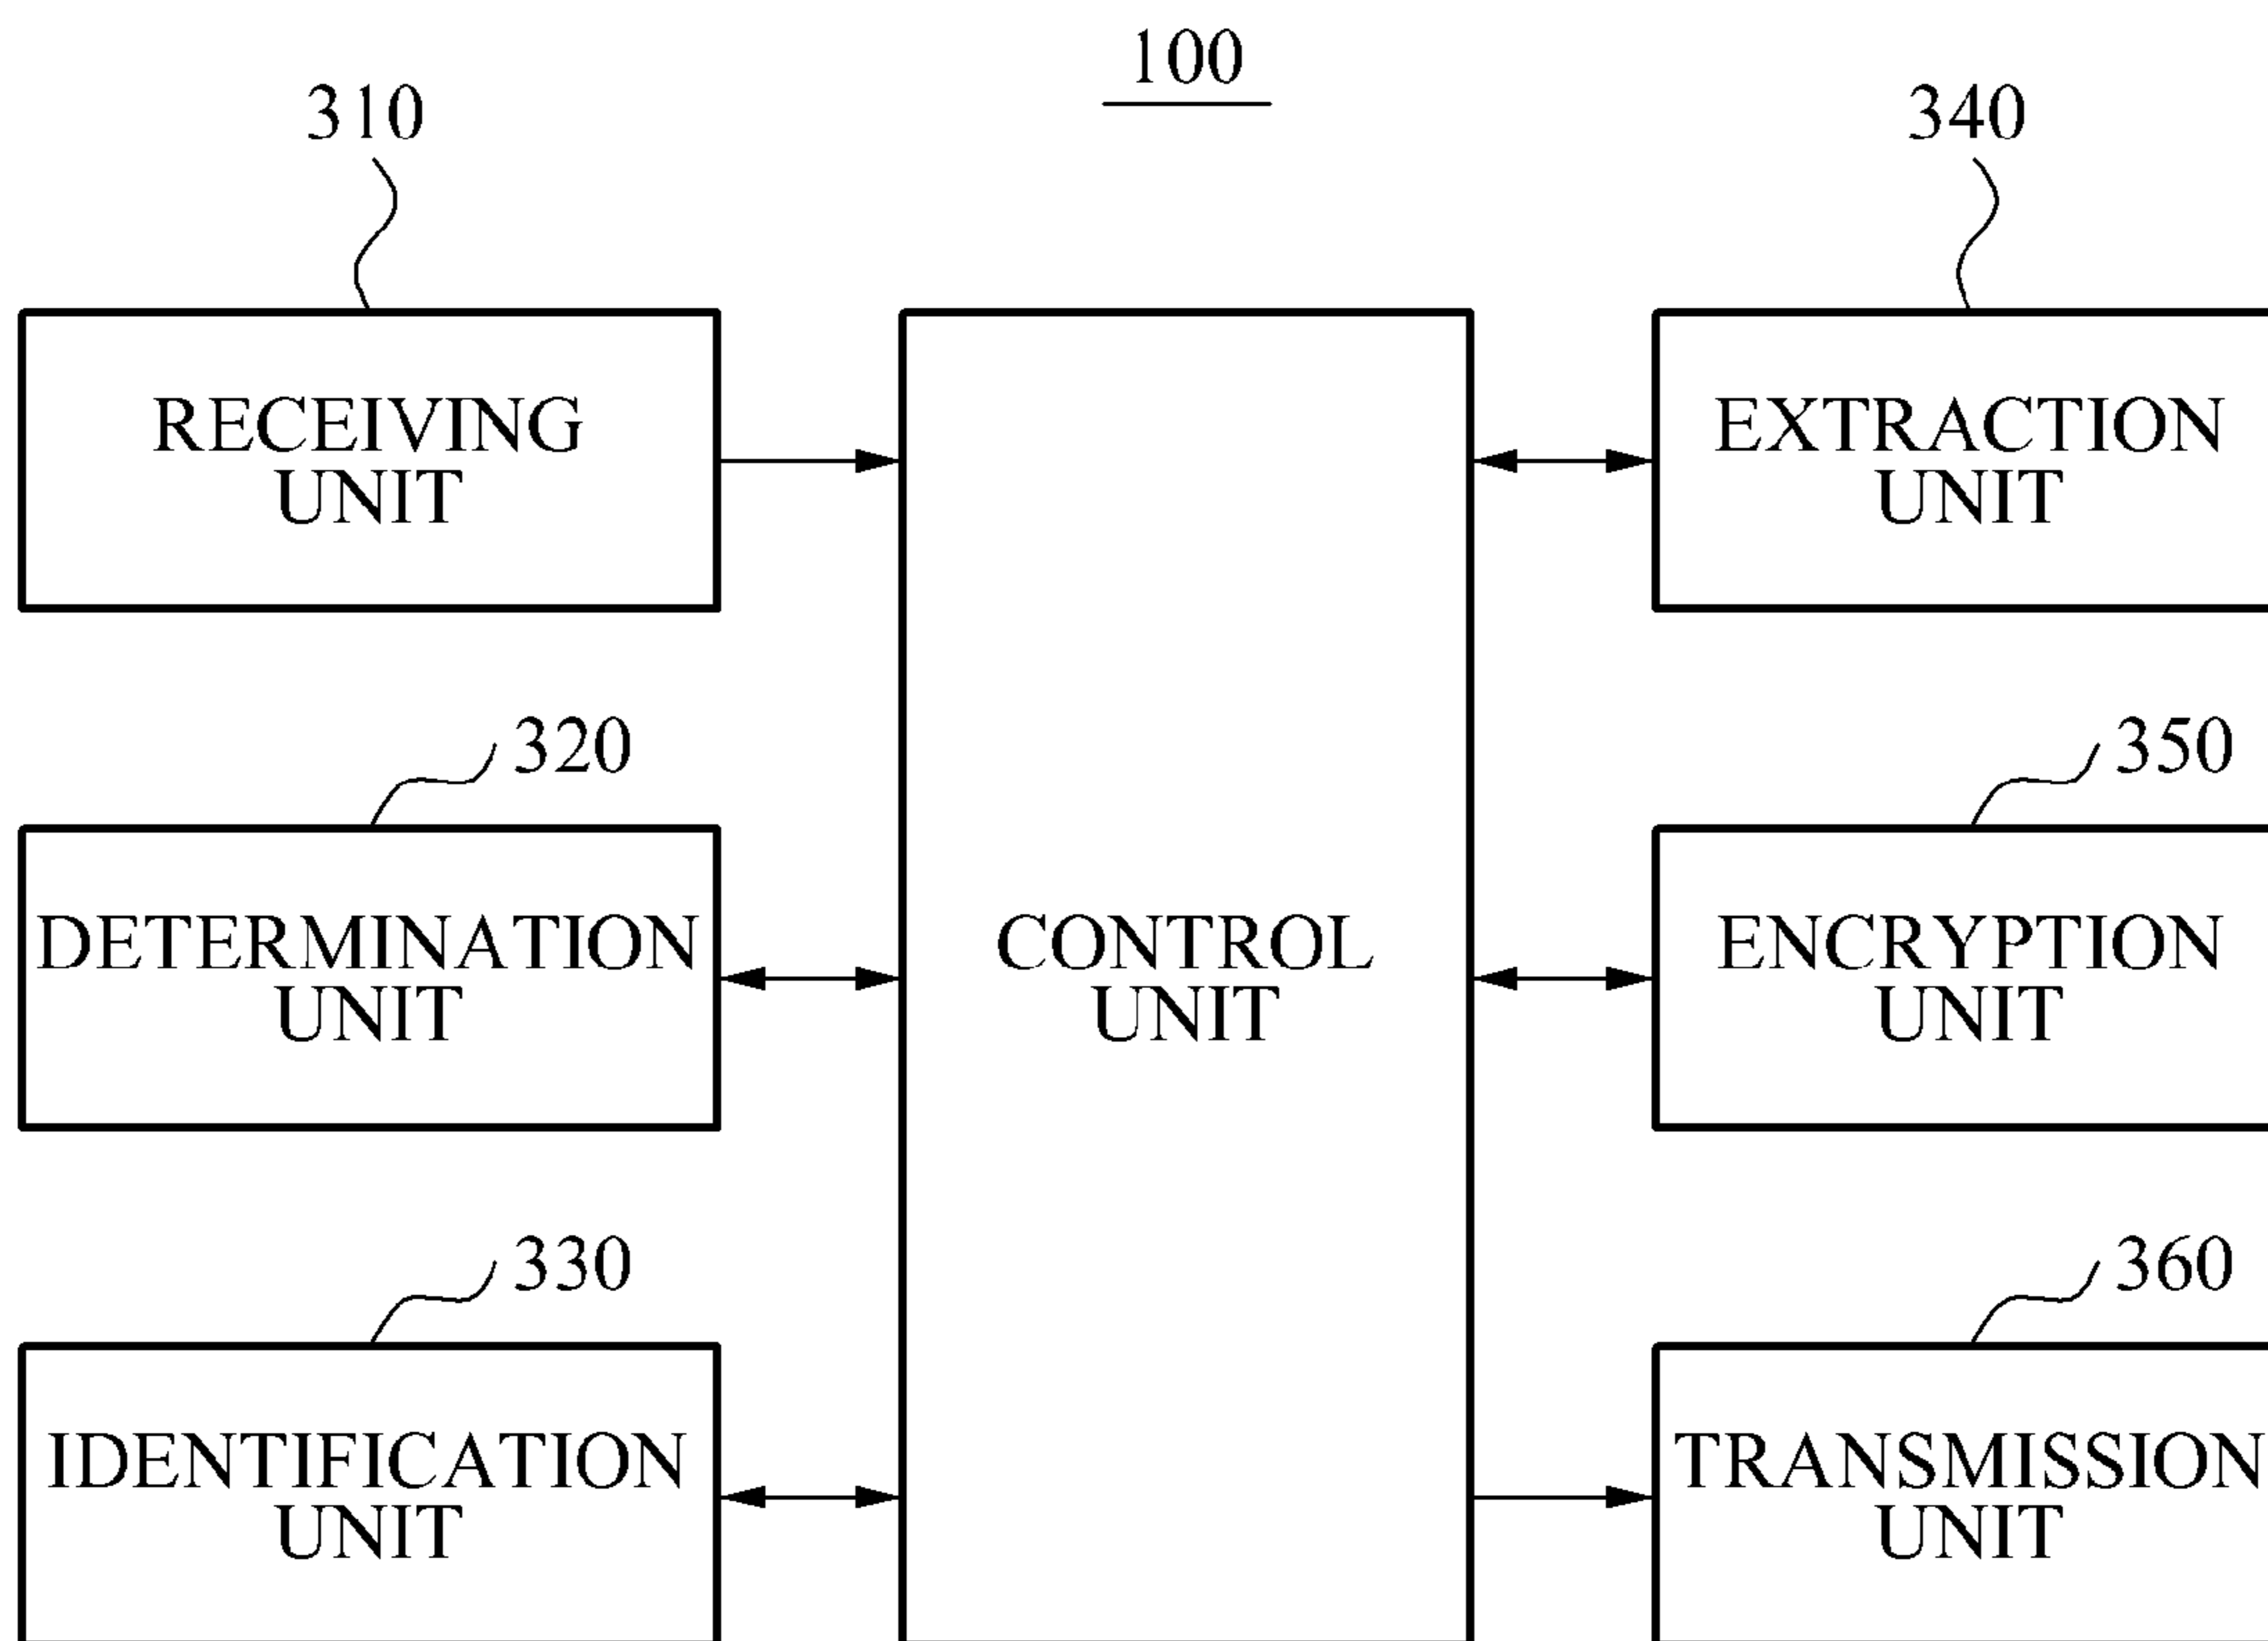 100
310
340
RECEIVING
UNIT
EXTRACTION
UNIT
320
350
DETERMINATION
UNIT
CONTROL
UNIT
ENCRYPTION
UNIT
330
360
IDENTIFICATION
UNIT
TRANSMISSION
UNIT